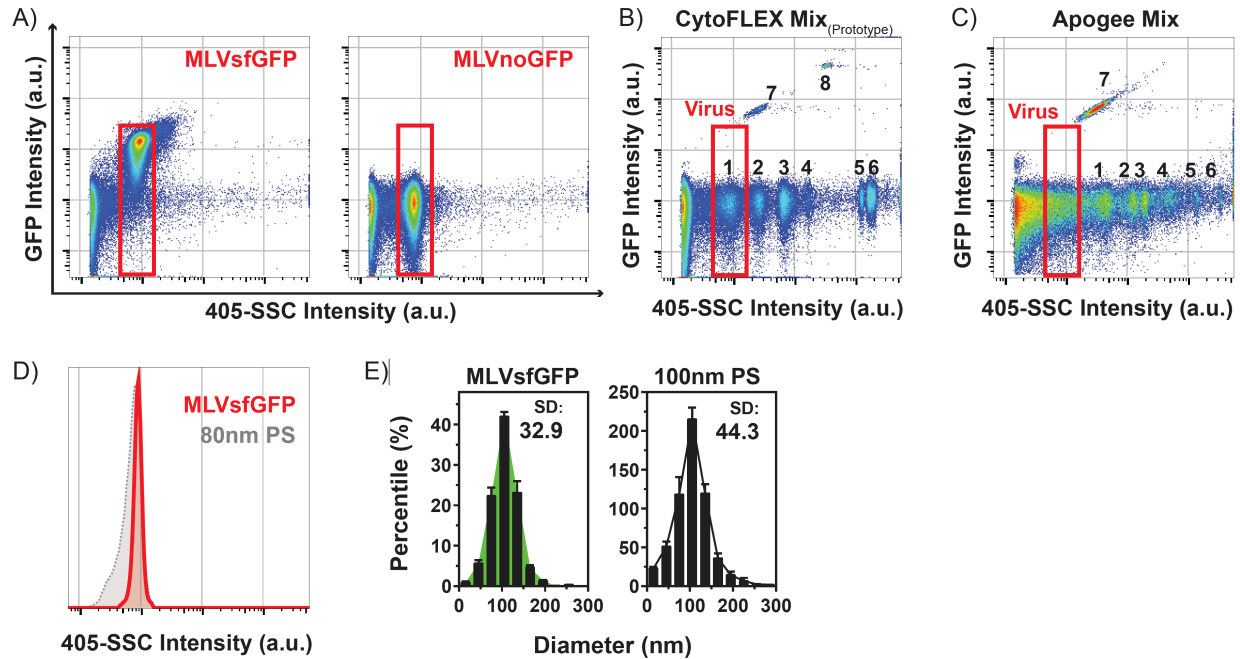 A)
MLVsfGFP
MLVnoGFP
GFP Intensity (a.u.)
405-SSC Intensity (a.u.)
B)
CytoFLEX Mix(Prototype)
8
7
Virus
1 2 3 4 5 6
GFP Intensity (a.u.)
405-SSC Intensity (a.u.)
C)
Apogee Mix
7
Virus
1 2 3 4 5 6
GFP Intensity (a.u.)
405-SSC Intensity (a.u.)
D)
MLVsfGFP
80nm PS
405-SSC Intensity (a.u.)
E)
MLVsfGFP
SD:
32.9
40
30
20
10
0
Percentile (%)
0 100 200 300
100nm PS
SD:
44.3
250
200
150
100
50
0
0 100 200 300
Diameter (nm)